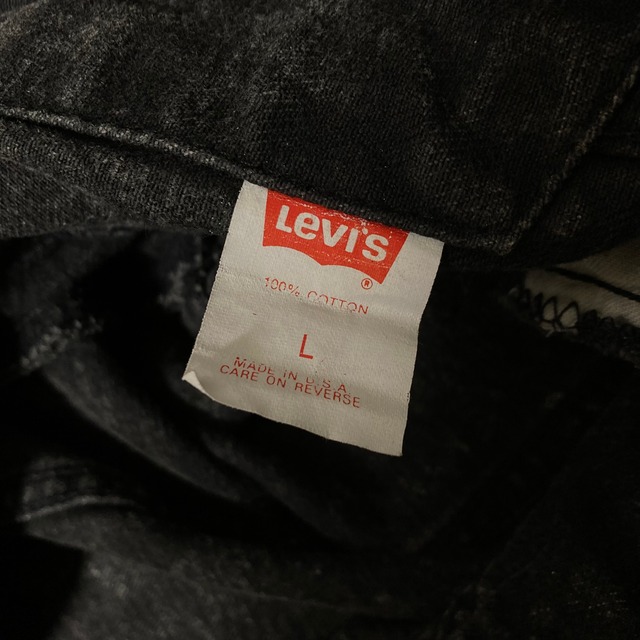 Levi's
®
100% COTTON
L
MADE IN U.S.A
CARE ON REVERSE